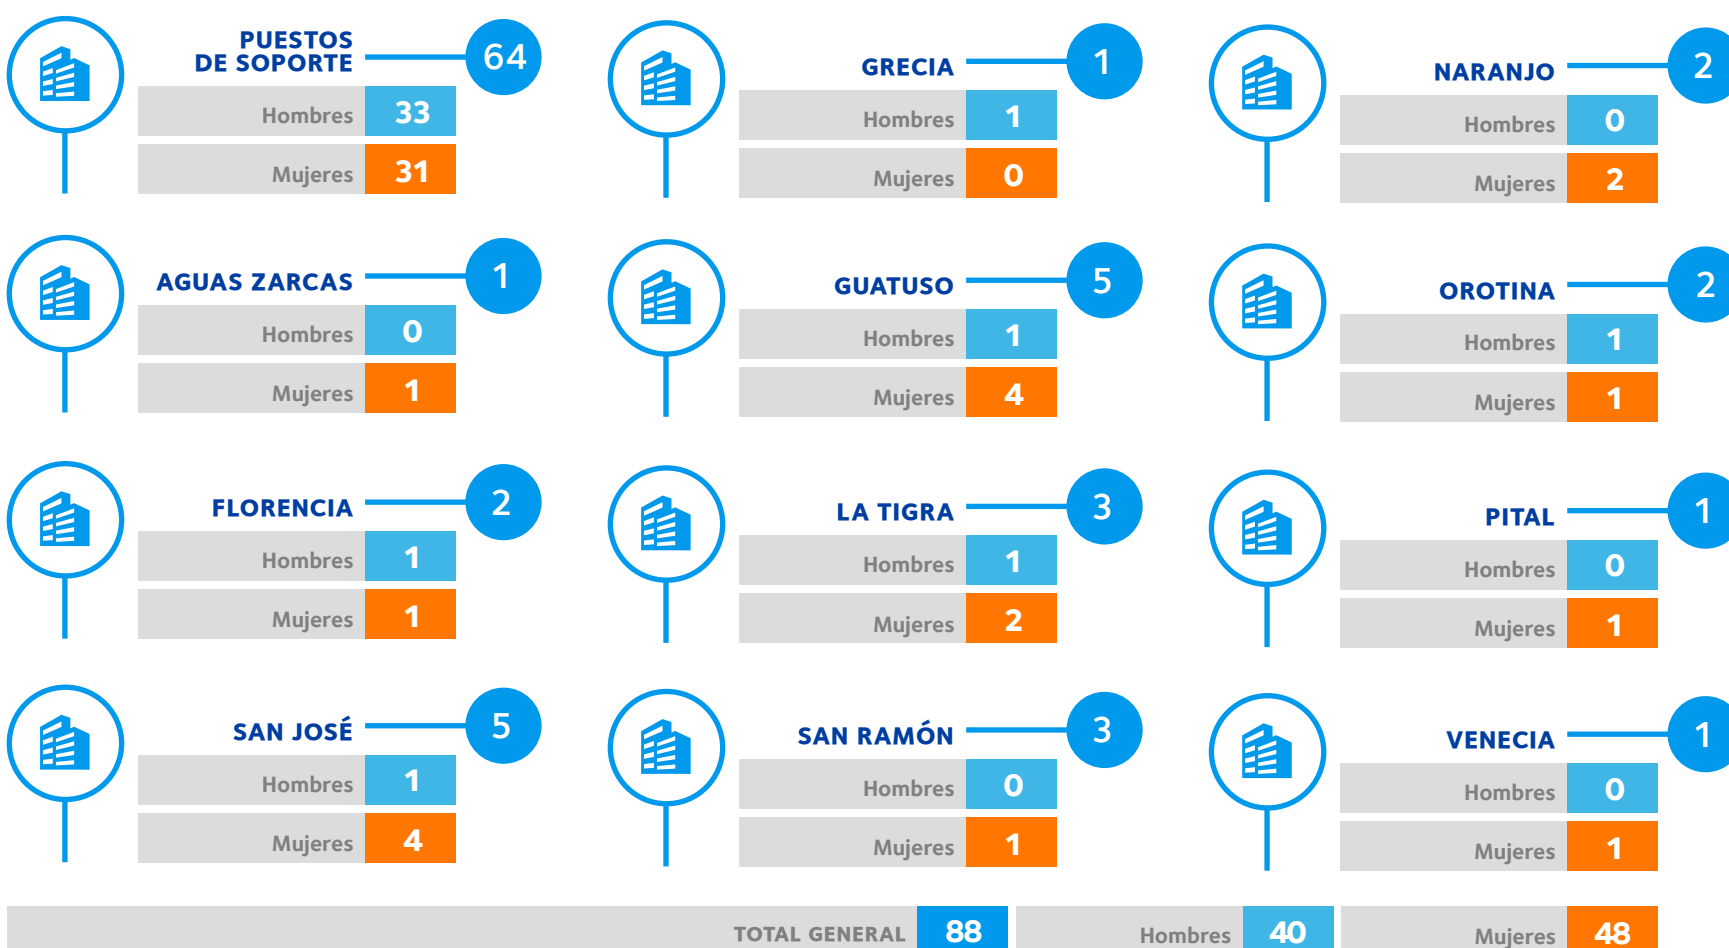 PUESTOS
DE SOPORTE
64
Hombres 33
Mujeres 31
GRECIA 1
Hombres 1
Mujeres 0
NARANJO 2
Hombres 0
Mujeres 2
AGUAS ZARCAS 1
Hombres 0
Mujeres 1
GUATUSO 5
Hombres 1
Mujeres 4
OROTINA 2
Hombres 1
Mujeres 1
FLORENCIA 2
Hombres 1
Mujeres 1
LA TIGRA 3
Hombres 1
Mujeres 2
PITAL 1
Hombres 0
Mujeres 1
SAN JOSÉ 5
Hombres 1
Mujeres 4
SAN RAMÓN 3
Hombres 0
Mujeres 1
VENECIA 1
Hombres 0
Mujeres 1
TOTAL GENERAL 88 Hombres 40 Mujeres 48